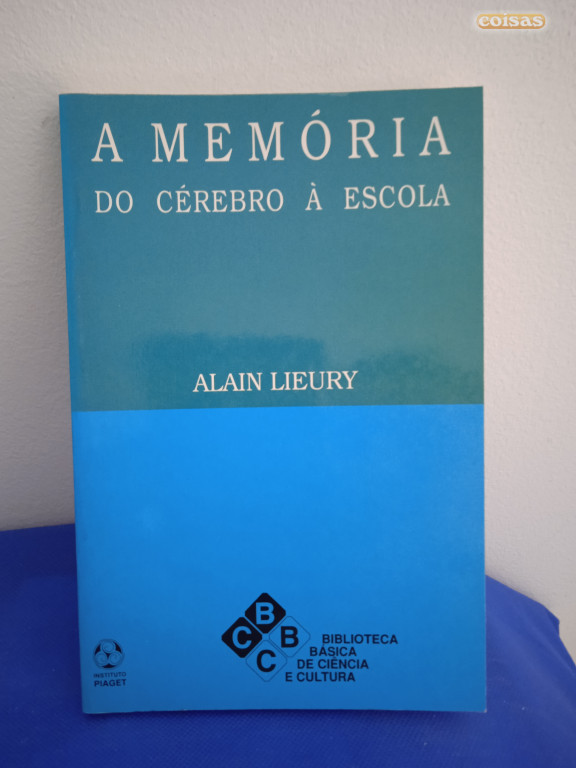 coisas
A MEMÓRIA
DO CÉREBRO À ESCOLA
ALAIN LIEURY
B
C B
C
BIBLIOTECA
BÁSICA
DE CIÊNCIA
E CULTURA
INSTITUTO
PIAGET